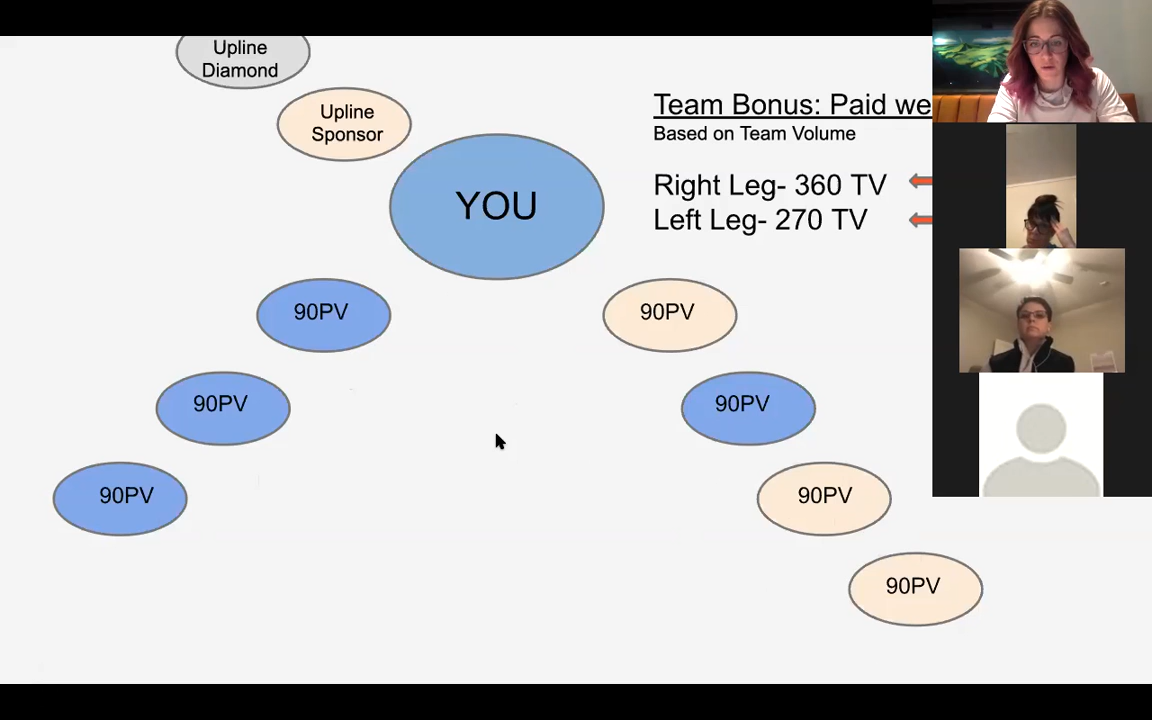 Upline
Diamond
Upline
Sponsor
YOU
Team Bonus: Paid we
Based on Team Volume
Right Leg- 360 TV
Left Leg- 270 TV
90PV
90PV
90PV
90PV
90PV
90PV
90PV